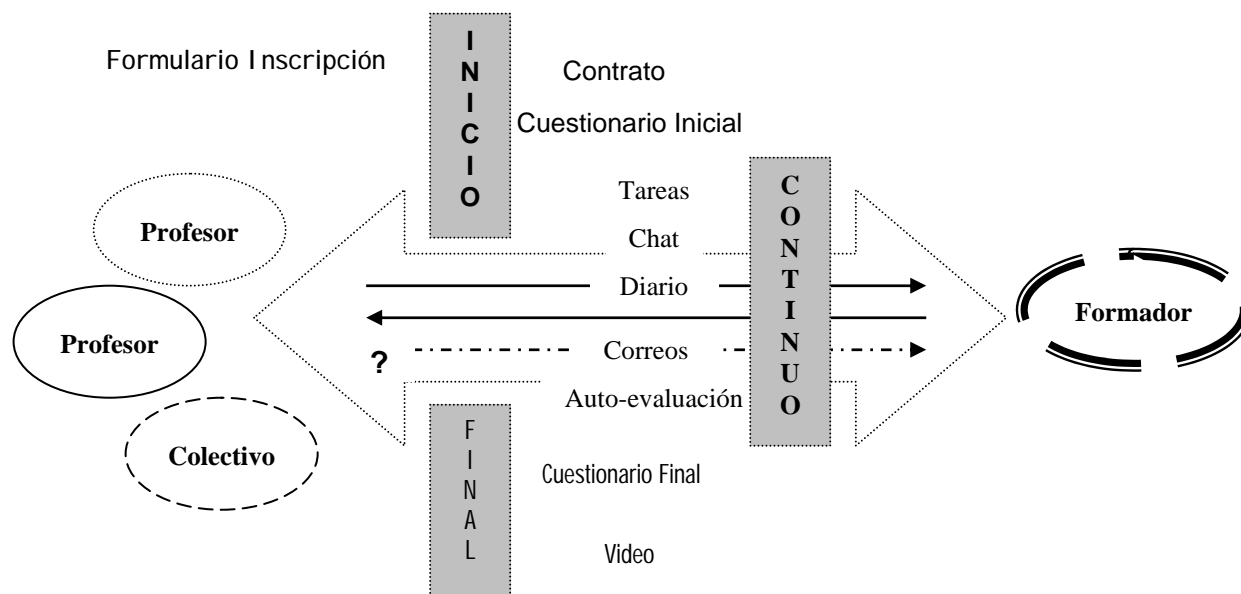 Formulario Inscripción
INICIO
Contrato
Cuestionario Inicial
Tareas
CONTINUO
Chat
Profesor
Diario
Formador
Profesor
?
Correos
Auto-evaluación
Colectivo
FINAL
Cuestionario Final
Video